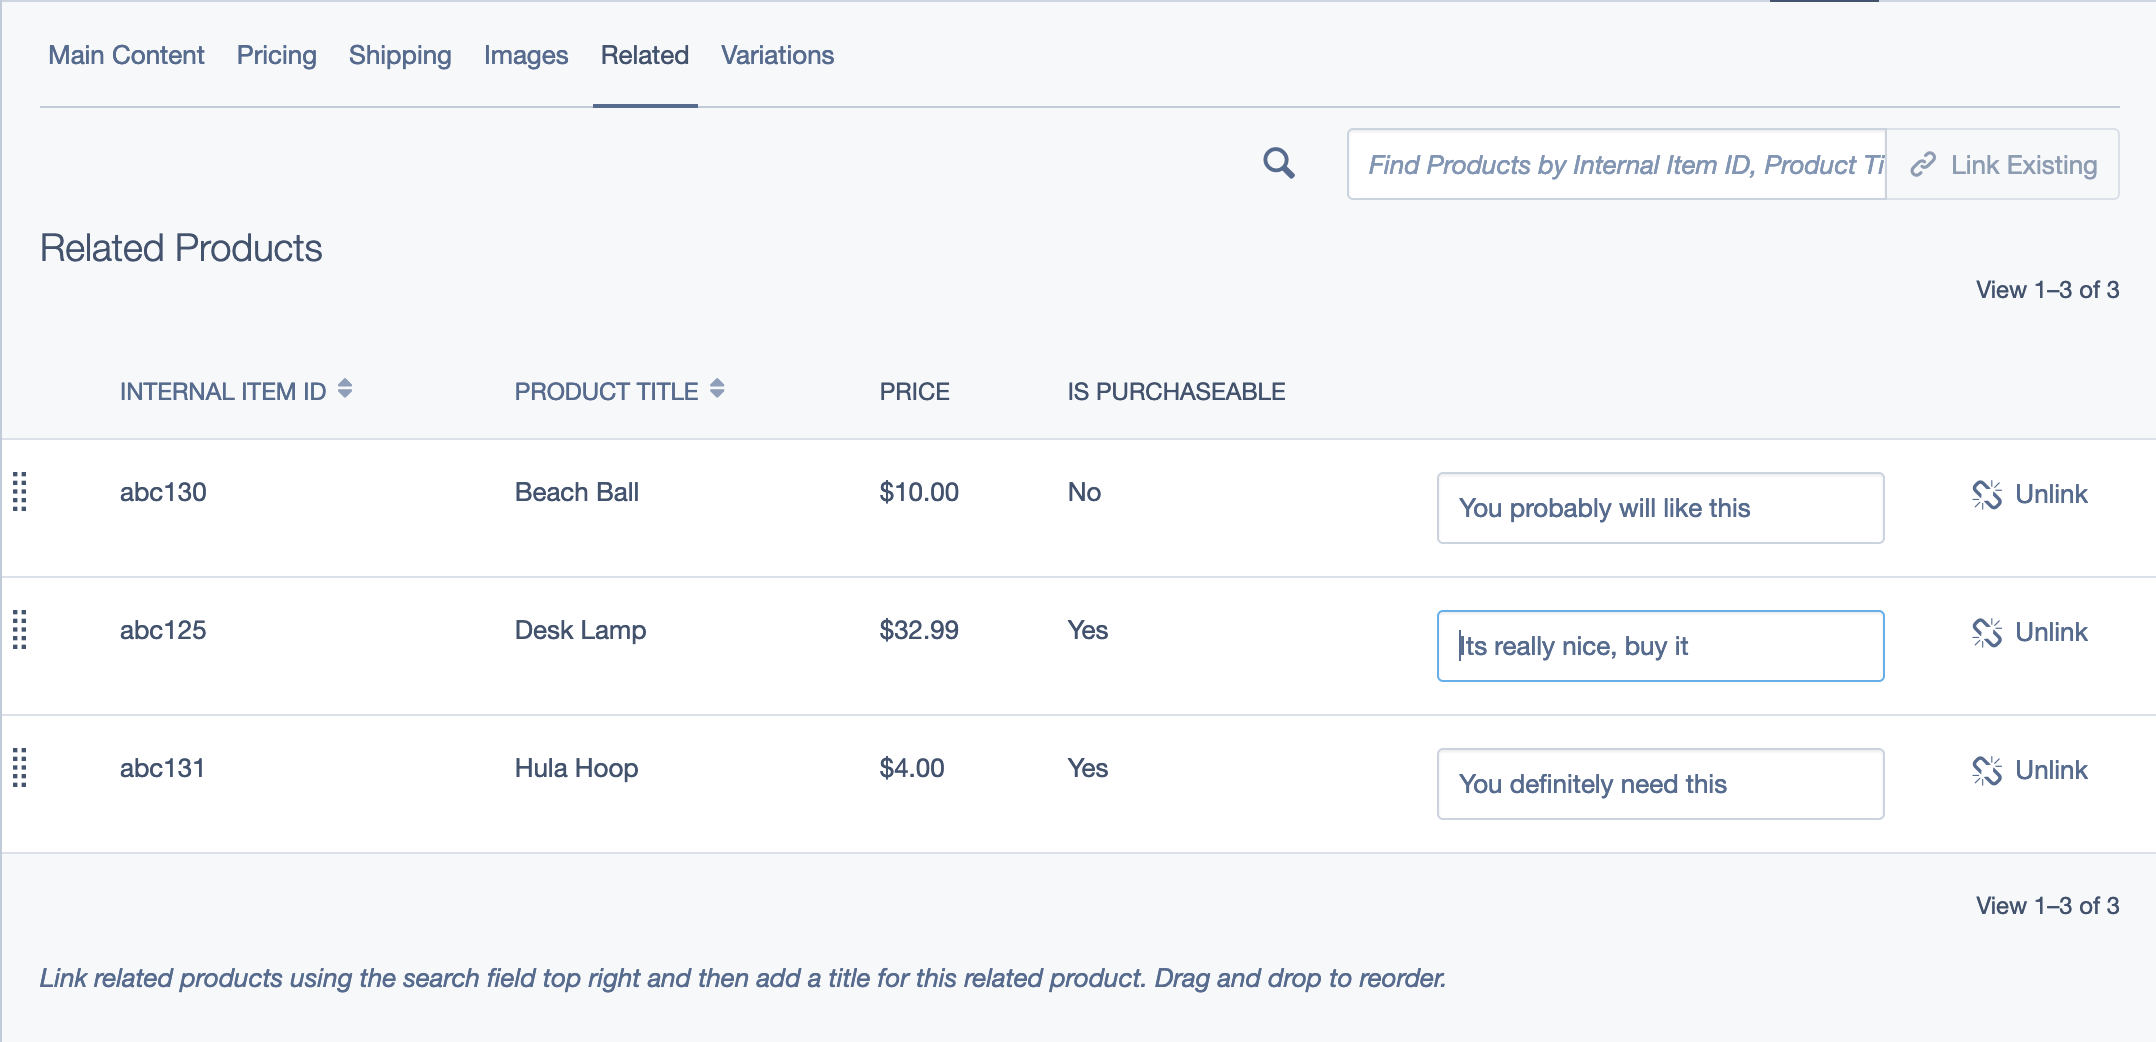 Main Content Pricing Shipping Images Related Variations
Find Products by Internal Item ID, Product Ti Link Existing
Related Products
View 1–3 of 3
INTERNAL ITEM ID PRODUCT TITLE PRICE IS PURCHASEABLE
abc130 Beach Ball $10.00 No You probably will like this Unlink
abc125 Desk Lamp $32.99 Yes Its really nice, buy it Unlink
abc131 Hula Hoop $4.00 Yes You definitely need this Unlink
View 1–3 of 3
Link related products using the search field top right and then add a title for this related product. Drag and drop to reorder.